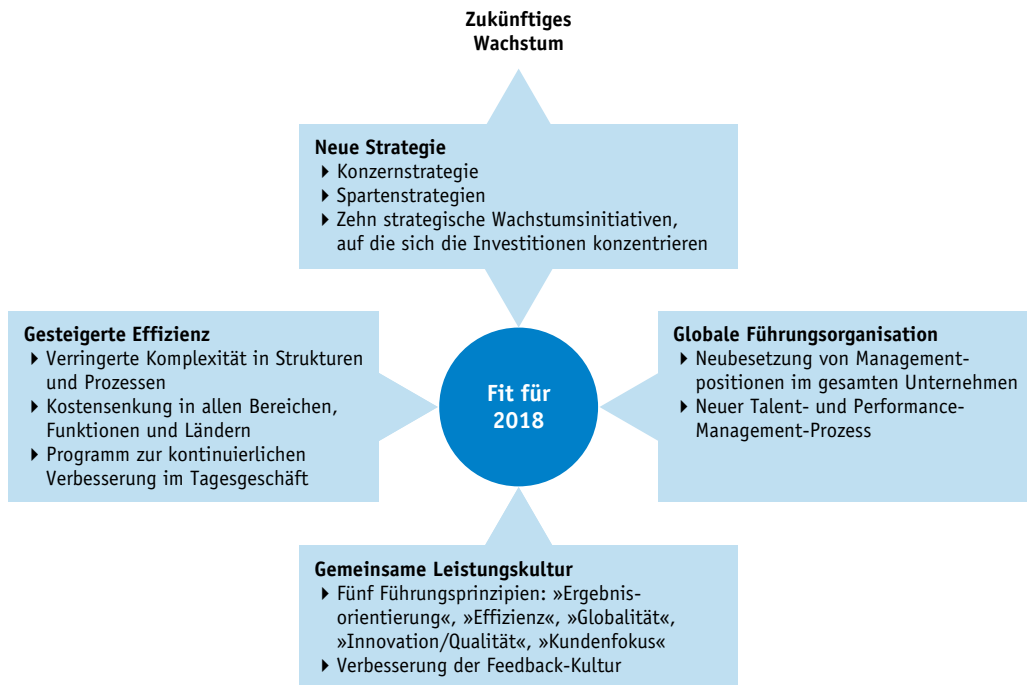 Zukünftiges
Wachstum
Neue Strategie
Konzernstrategie
Spartenstrategien
Zehn strategische Wachstumsinitiativen,
auf die sich die Investitionen konzentrieren
Gesteigerte Effizienz
Verringerte Komplexität in Strukturen
und Prozessen
Kostensenkung in allen Bereichen,
Funktionen und Ländern
Programm zur kontinuierlichen
Verbesserung im Tagesgeschäft
Fit für
2018
Globale Führungsorganisation
Neubesetzung von Management-
positionen im gesamten Unternehmen
Neuer Talent- und Performance-
Management-Prozess
Gemeinsame Leistungskultur
Fünf Führungsprinzipien: »Ergebnis-
orientierung«, »Effizienz«, »Globalität«,
»Innovation/Qualität«, »Kundenfokus«
Verbesserung der Feedback-Kultur